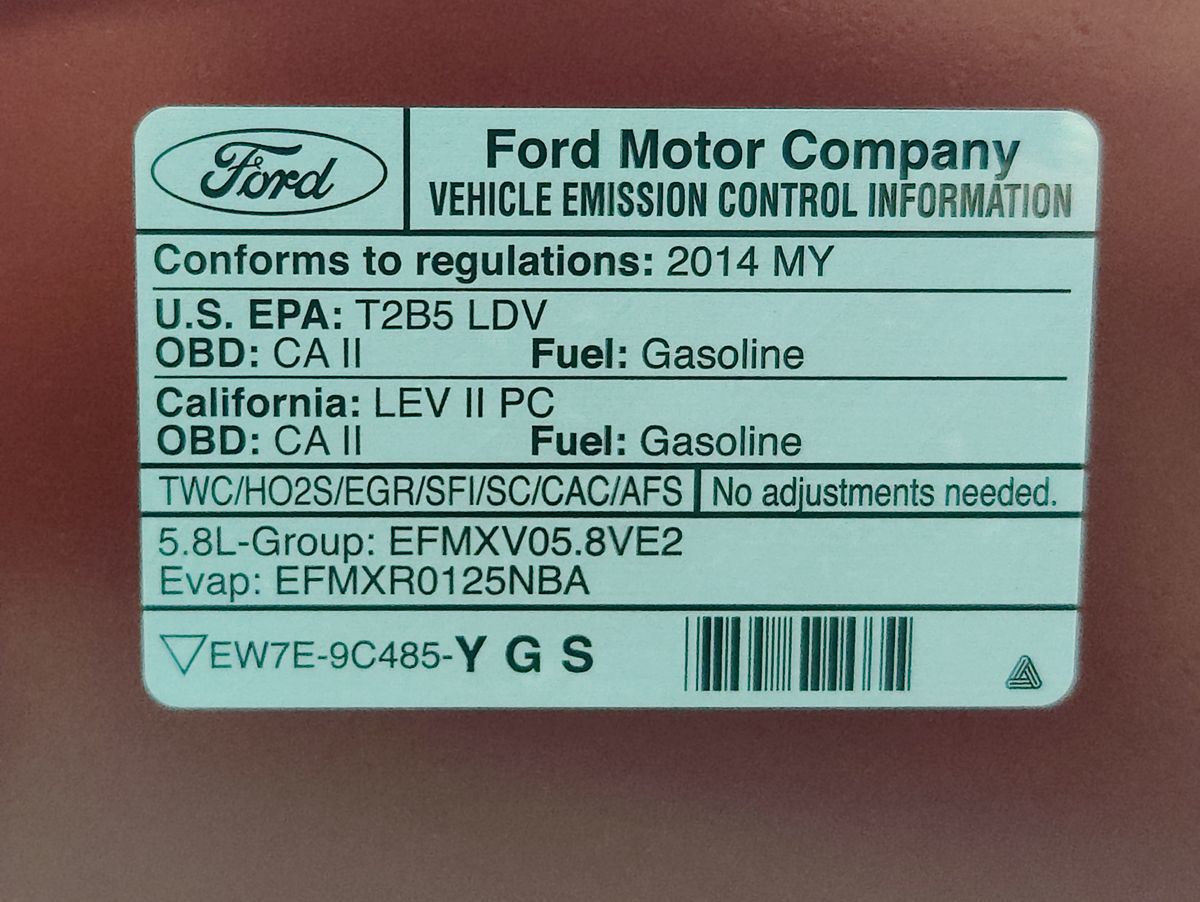 Ford
Ford Motor Company
VEHICLE EMISSION CONTROL INFORMATION
Conforms to regulations: 2014 MY
U.S. EPA: T2B5 LDV
OBD: CA II Fuel: Gasoline
California: LEV II PC
OBD: CA II Fuel: Gasoline
TWC/HO2S/EGR/SFI/SC/CAC/AFS No adjustments needed.
5.8L-Group: EFMXV05.8VE2
Evap: EFMXR0125NBA
EW7E-9C485-Y G S